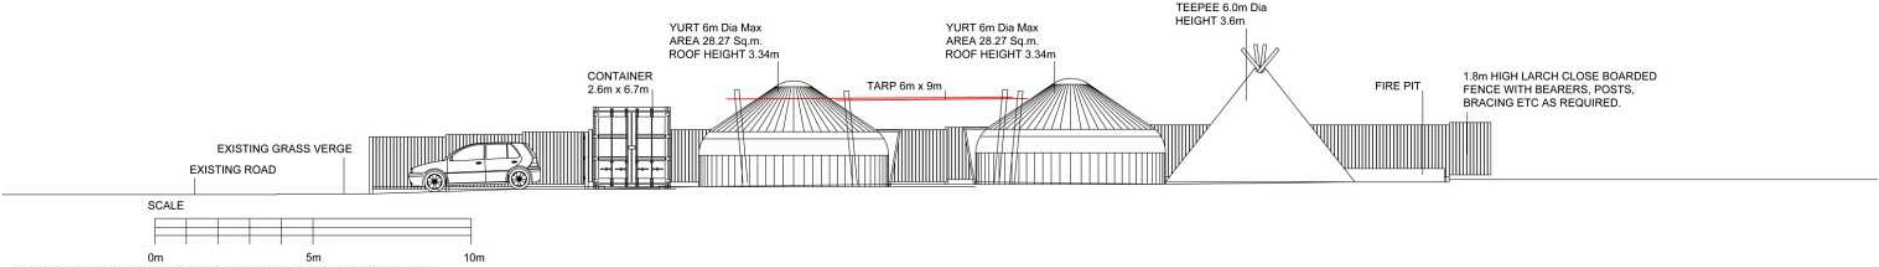 TEEPEE 6.0m Dia
HEIGHT 3.6m
YURT 6m Dia Max
AREA 28.27 Sq.m.
ROOF HEIGHT 3.34m
YURT 6m Dia Max
AREA 28.27 Sq.m.
ROOF HEIGHT 3.34m
CONTAINER
2.6m x 6.7m
TARP 6m x 9m
FIRE PIT
1.8m HIGH LARCH CLOSE BOARDED
FENCE WITH BEARERS, POSTS,
BRACING ETC AS REQUIRED.
EXISTING GRASS VERGE
EXISTING ROAD
SCALE
0m
5m
10m